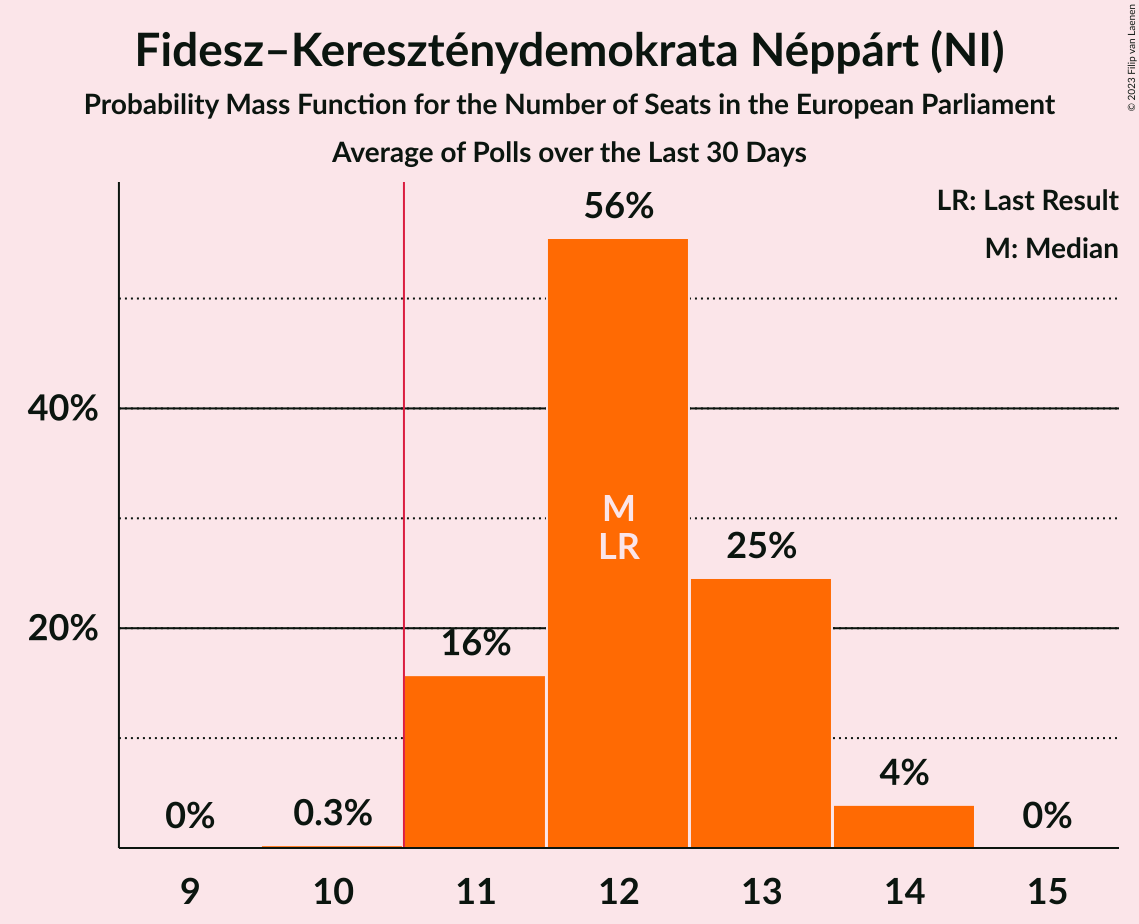 Fidesz–Kereszténydemokrata Néppárt (NI)
Probability Mass Function for the Number of Seats in the European Parliament
Average of Polls over the Last 30 Days
© 2023 Filip van Laenen
LR: Last Result
M: Median
56%
40%
M
LR
25%
20%
16%
4%
0%
0.3%
0%
9
10
11
12
13
14
15